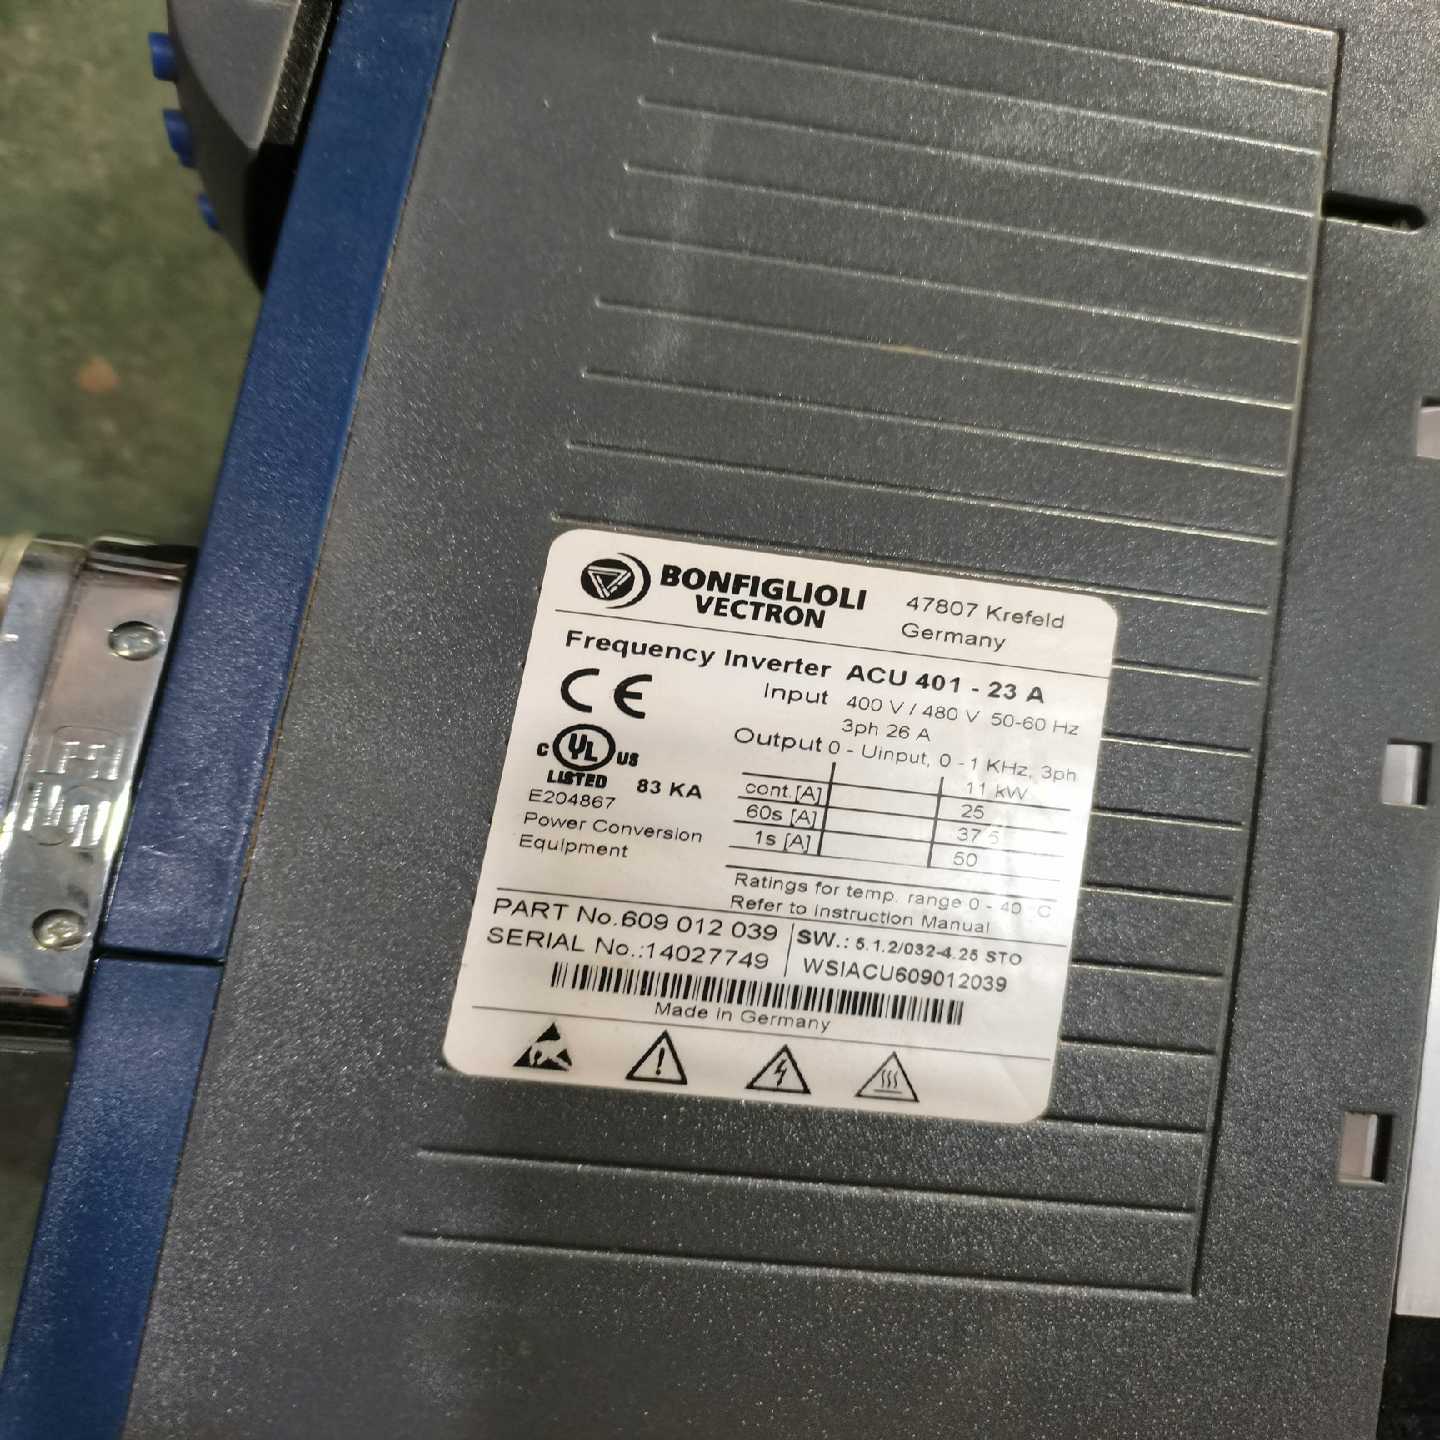 BONFIGLIOLI
VECTRON
47807 Krefeld
Germany
Frequency Inverter ACU 401 - 23 A
Input 400 V / 480 V 50-60 Hz
3ph 26 A
Output 0 - Uinput, 0 - 1 KHz, 3ph
11 kW
cont.[A] 25
60s [A] 37.5
1s [A] 50
CE
C UL US
LISTED
83 KA
E204867
Power Conversion
Equipment
Ratings for temp. range 0 - 40 °C
Refer to Instruction Manual
PART No.609 012 039
SERIAL No.:14027749
SW.: 5.1.2/032-4.25 STO
WSIACU609012039
Made in Germany